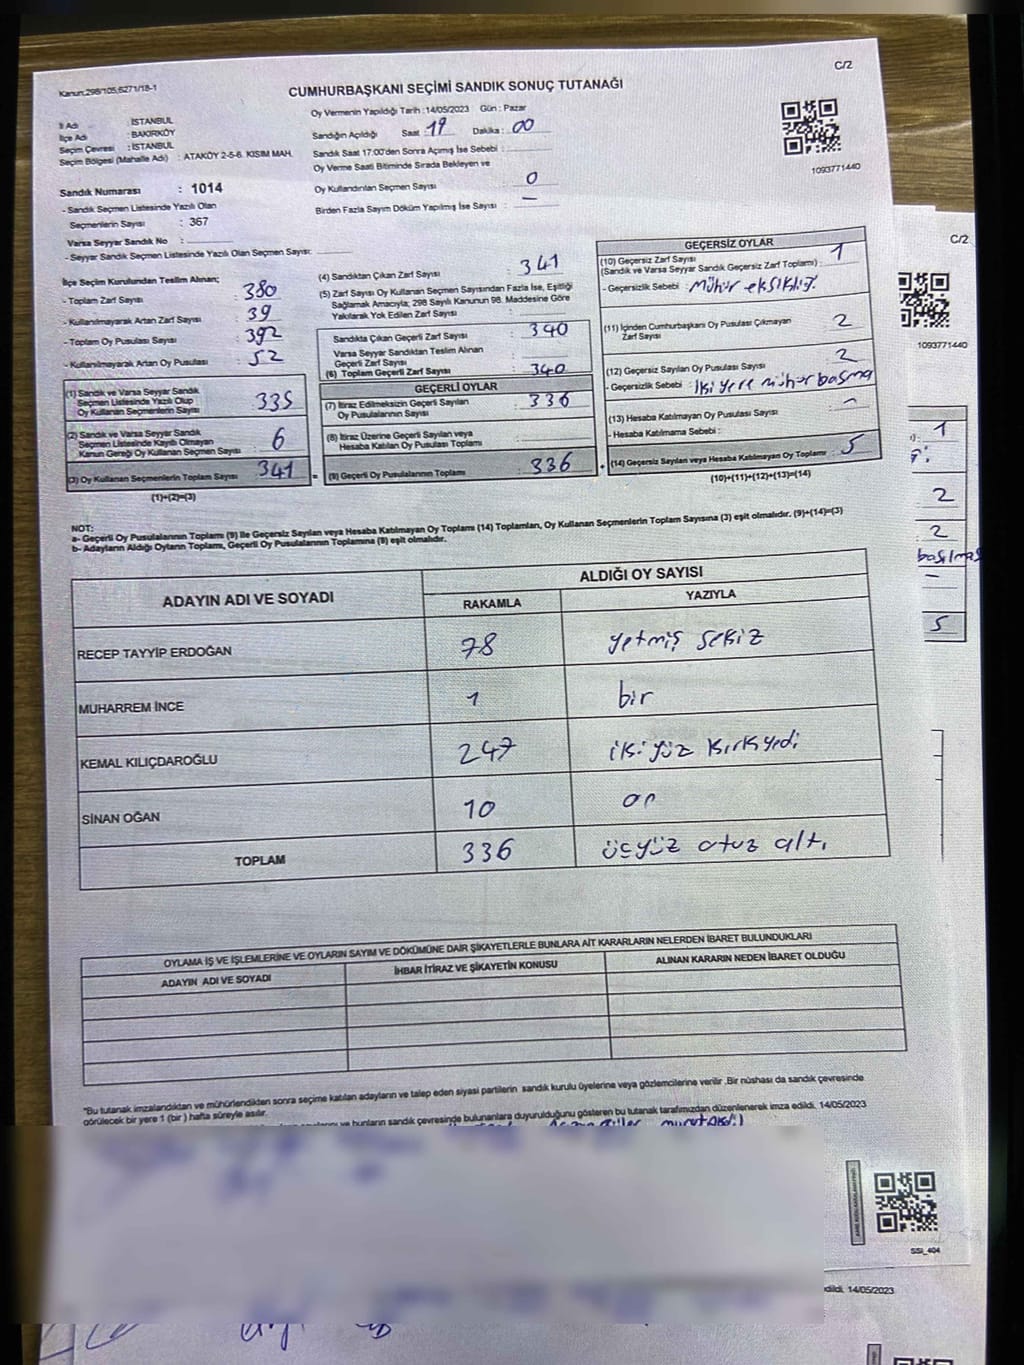 C/2
Kanun:298/105,6271/18-1
CUMHURBAŞKANI SEÇİMİ SANDIK SONUÇ TUTANAĞI
İl Adı : İSTANBUL
İlçe Adı : BAKIRKÖY
Seçim Çevresi : İSTANBUL
Seçim Bölgesi (Mahalle Adı) : ATAKÖY 2-5-6. KISIM MAH.
Oy Vermenin Yapıldığı Tarih :14/05/2023 Gün : Pazar
Sandığın Açıldığı Saat : 19 Dakika : 00
Sandık Saat 17:00'den Sonra Açımış İse Sebebi :
Oy Verme Saati Bitiminde Sırada Bekleyen ve
Oy Kullandırılan Seçmen Sayısı : 0
Birden Fazla Sayım Döküm Yapılmış İse Sayısı : —
1093771440
Sandık Numarası : 1014
- Sandık Seçmen Listesinde Yazılı Olan
Seçmenlerin Sayısı : 367
Varsa Seyyar Sandık No :
- Seyyar Sandık Seçmen Listesinde Yazılı Olan Seçmen Sayısı:
İlçe Seçim Kurulundan Teslim Alınan;
- Toplam Zarf Sayısı : 380
- Kullanılmayarak Artan Zarf Sayısı : 39
- Toplam Oy Pusulası Sayısı : 392
- Kullanılmayarak Artan Oy Pusulası : 52
(1) Sandık ve Varsa Seyyar Sandık
Seçmen Listesinde Yazılı Olup
Oy Kullanan Seçmenlerin Sayısı 335
(2) Sandık ve Varsa Seyyar Sandık
Seçmen Listesinde Kayıtlı Olmayan
Kanun Gereği Oy Kullanan Seçmen Sayısı : 6
(3) Oy Kullanan Seçmenlerin Toplam Sayısı 341
(1)+(2)=(3)
(4) Sandıktan Çıkan Zarf Sayısı : 341
(5) Zarf Sayısı Oy Kullanan Seçmen Sayısından Fazla İse, Eşitliği
Sağlamak Amacıyla; 298 Sayılı Kanunun 98. Maddesine Göre
Yakılarak Yok Edilen Zarf Sayısı :
Sandıkta Çıkan Geçerli Zarf Sayısı : 340
Varsa Seyyar Sandıktan Teslim Alınan
Geçerli Zarf Sayısı :
(6) Toplam Geçerli Zarf Sayısı : 340
GEÇERLİ OYLAR
(7) İtiraz Edilmeksizin Geçerli Sayılan
Oy Pusulalarının Sayısı : 336
(8) İtiraz Üzerine Geçerli Sayılan veya
Hesaba Katılan Oy Pusulası Toplamı :
(9) Geçerli Oy Pusulalarının Toplamı : 336
GEÇERSİZ OYLAR
(10) Geçersiz Zarf Sayısı
(Sandık ve Varsa Seyyar Sandık Geçersiz Zarf Toplamı) : 1
- Geçersizlik Sebebi : Mühür eksikliği
(11) İçinden Cumhurbaşkanı Oy Pusulası Çıkmayan
Zarf Sayısı : 2
(12) Geçersiz Sayılan Oy Pusulası Sayısı : 2
- Geçersizlik Sebebi : İki yere mühür basma
(13) Hesaba Katılmayan Oy Pusulası Sayısı : —
- Hesaba Katılmama Sebebi :
(14) Geçersiz Sayılan veya Hesaba Katılmayan Oy Toplamı : 5
(10)+(11)+(12)+(13)=(14)
NOT:
a- Geçerli Oy Pusulalarının Toplamı (9) ile Geçersiz Sayılan veya Hesaba Katılmayan Oy Toplamı (14) Toplamları, Oy Kullanan Seçmenlerin Toplam Sayısına (3) eşit olmalıdır. (9)+(14)=(3)
b- Adayların Aldığı Oyların Toplamı, Geçerli Oy Pusulalarının Toplamına (9) eşit olmalıdır.
ADAYIN ADI VE SOYADI
ALDIĞI OY SAYISI
RAKAMLA YAZIYLA
RECEP TAYYİP ERDOĞAN 78 yetmiş sekiz
MUHARREM İNCE 1 bir
KEMAL KILIÇDAROĞLU 247 iki yüz kırkyedi
SİNAN OĞAN 10 on
TOPLAM 336 üçyüz otuz altı
OYLAMA İŞ VE İŞLEMLERİNE VE OYLARIN SAYIM VE DÖKÜMÜNE DAİR ŞİKAYETLERLE BUNLARA AİT KARARLARIN NELERDEN İBARET BULUNDUKLARI
ADAYIN ADI VE SOYADI İHBAR İTİRAZ VE ŞİKAYETİN KONUSU ALINAN KARARIN NEDEN İBARET OLDUĞU
*Bu tutanak imzalandıktan ve mühürlendikten sonra seçime katılan adayların ve talep eden siyasi partilerin sandık kurulu üyelerine veya gözlemcilerine verilir .Bir nüshası da sandık çevresinde
görülecek bir yere 1 (bir ) hafta süreyle asılır.
ve bunların sandık çevresinde bulunanlara duyurulduğunu gösteren bu tutanak tarafımızdan düzenlenerek imza edildi. 14/05/2023
SSI_404
C/2
1093771440
1
2
2
basılması
—
5
edildi. 14/05/2023